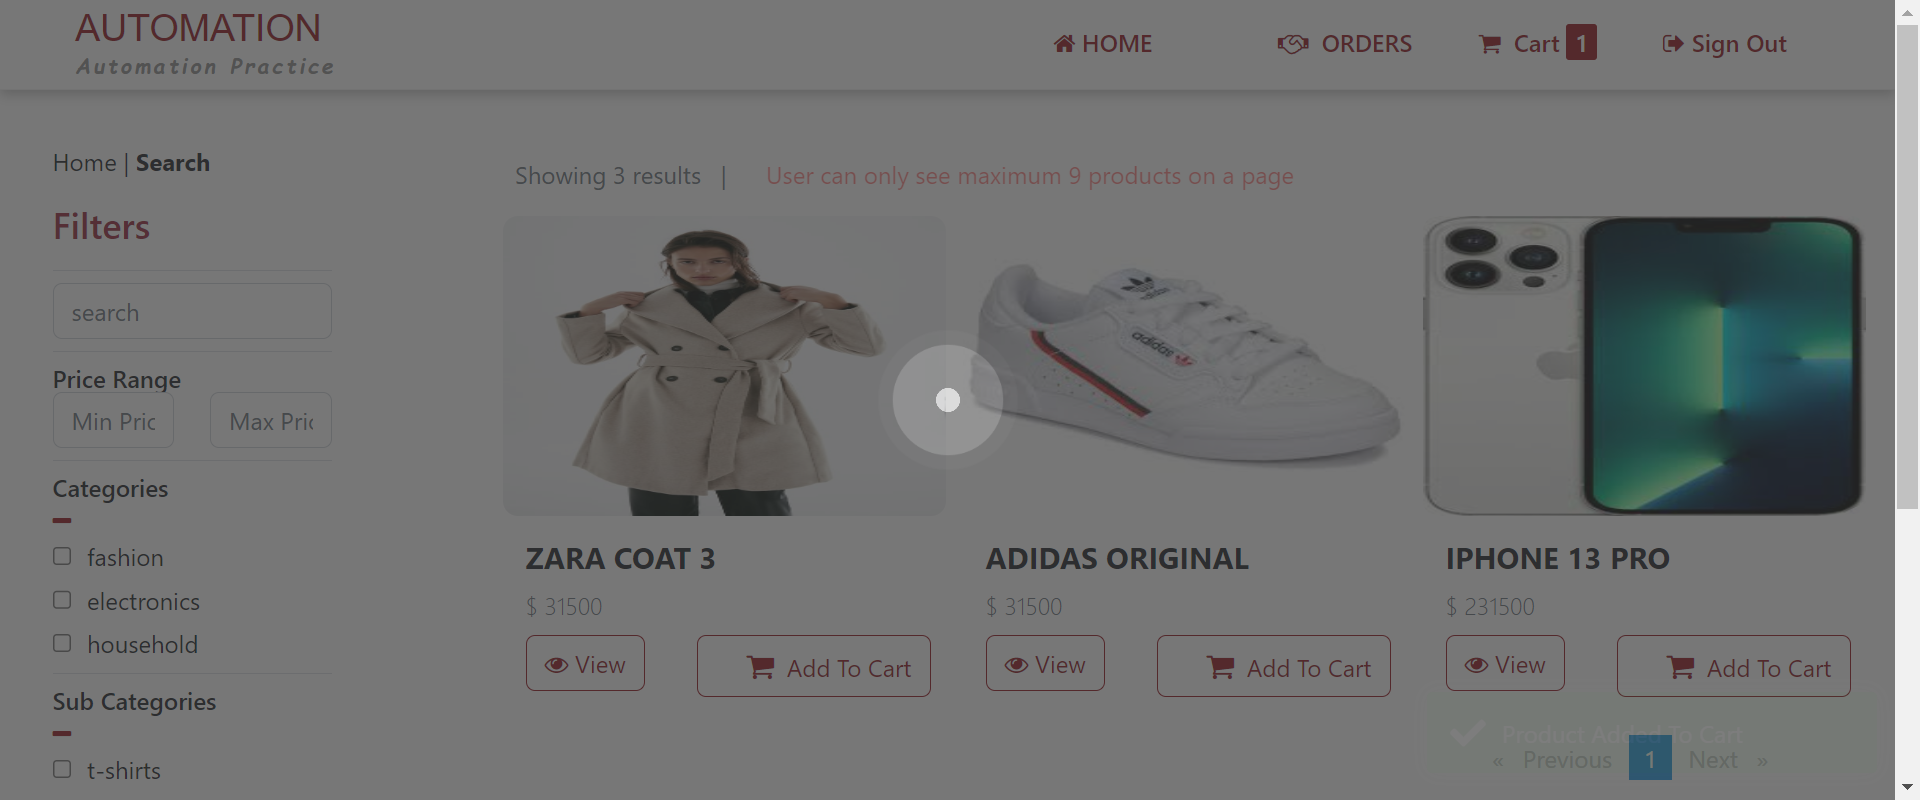 AUTOMATION
Automation Practice
HOME
ORDERS
Cart 1
Sign Out
Home | Search
Showing 3 results |
User can only see maximum 9 products on a page
Filters
search
Price Range
Min Pric
Max Pric
Categories
fashion
electronics
household
Sub Categories
t-shirts
adidas
adidas
ZARA COAT 3
$ 31500
View
Add To Cart
ADIDAS ORIGINAL
$ 31500
View
Add To Cart
IPHONE 13 PRO
$ 231500
View
Add To Cart
Product Added To Cart
« Previous 1 Next »